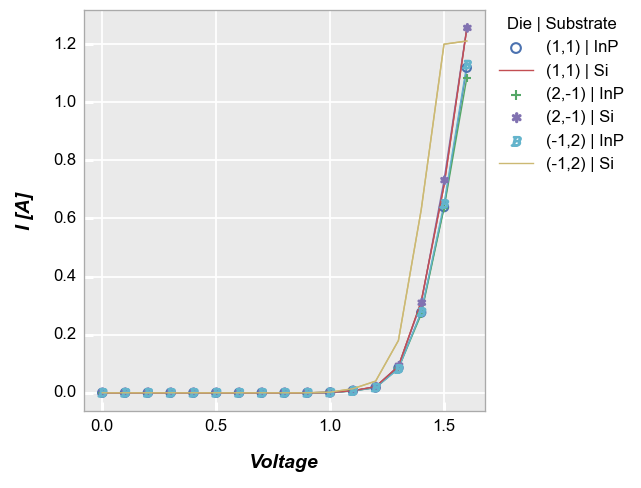 Die | Substrate
(1,1) | InP
(1,1) | Si
(2,-1) | InP
(2,-1) | Si
B (-1,2) | InP
(-1,2) | Si
1.2
1.0
0.8
0.6
0.4
0.2
0.0
I [A]
0.0 0.5 1.0 1.5
Voltage